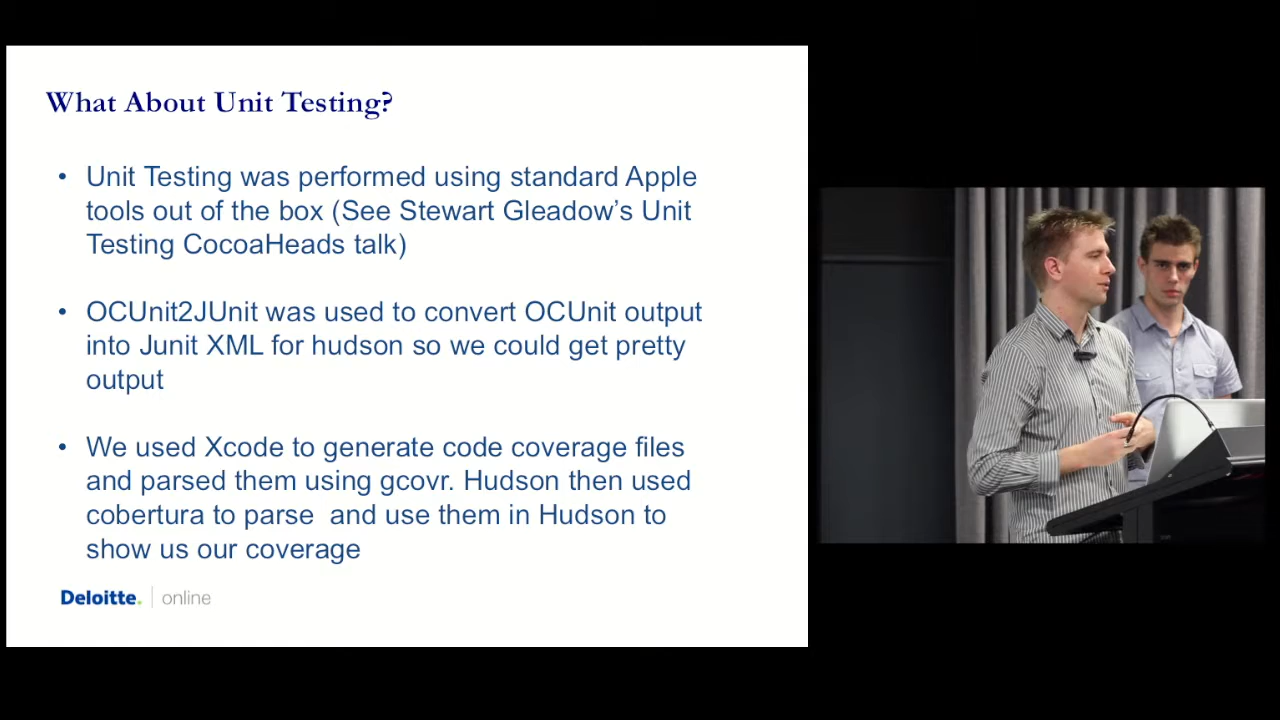 What About Unit Testing?
• Unit Testing was performed using standard Apple
tools out of the box (See Stewart Gleadow’s Unit
Testing CocoaHeads talk)
• OCUnit2JUnit was used to convert OCUnit output
into Junit XML for hudson so we could get pretty
output
• We used Xcode to generate code coverage files
and parsed them using gcovr. Hudson then used
cobertura to parse  and use them in Hudson to
show us our coverage
Deloitte. | online